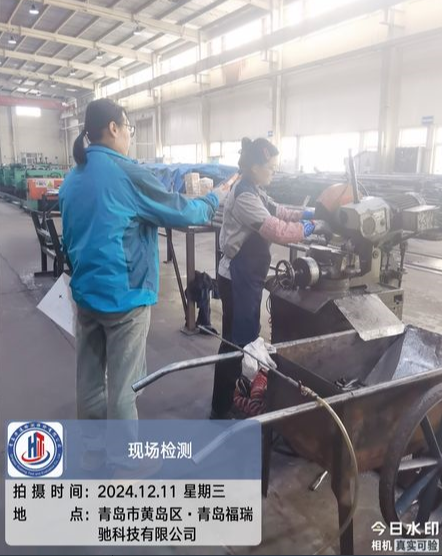 现场检测
拍摄时间：2024.12.11 星期三
地 点：青岛市黄岛区·青岛福瑞
驰科技有限公司
今日水印
相机 真实可验